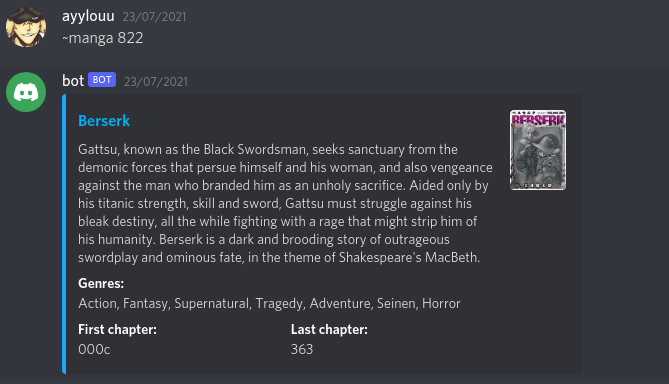 ayylouu 23/07/2021
~manga 822
bot BOT 23/07/2021
Berserk
BERSERK
Gattsu, known as the Black Swordsman, seeks sanctuary from the
demonic forces that persue himself and his woman, and also vengeance
against the man who branded him as an unholy sacrifice. Aided only by
his titanic strength, skill and sword, Gattsu must struggle against his
bleak destiny, all the while fighting with a rage that might strip him of
his humanity. Berserk is a dark and brooding story of outrageous
swordplay and ominous fate, in the theme of Shakespeare's MacBeth.
Genres:
Action, Fantasy, Supernatural, Tragedy, Adventure, Seinen, Horror
First chapter: Last chapter:
000c 363